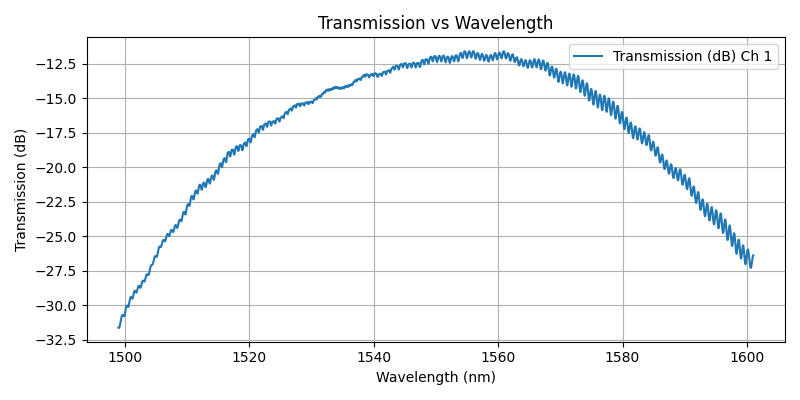 Transmission vs Wavelength
Transmission (dB) Ch 1
Transmission (dB)
−12.5
−15.0
−17.5
−20.0
−22.5
−25.0
−27.5
−30.0
−32.5
1500 1520 1540 1560 1580 1600
Wavelength (nm)